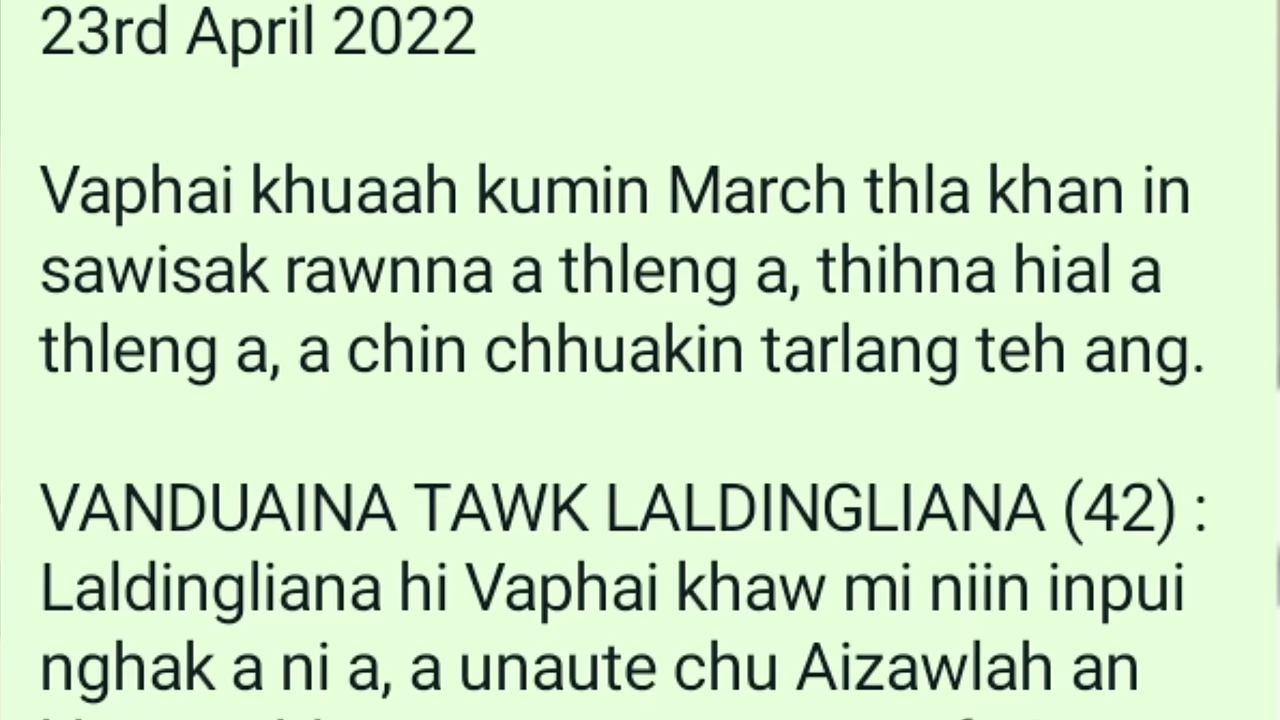 23rd April 2022
Vaphai khuaah kumin March thla khan in
sawisak rawnna a thleng a, thihna hial a
thleng a, a chin chhuakin tarlang teh ang.
VANDUAINA TAWK LALDINGLIANA (42) :
Laldingliana hi Vaphai khaw mi niin inpui
nghak a ni a, a unaute chu Aizawlah an